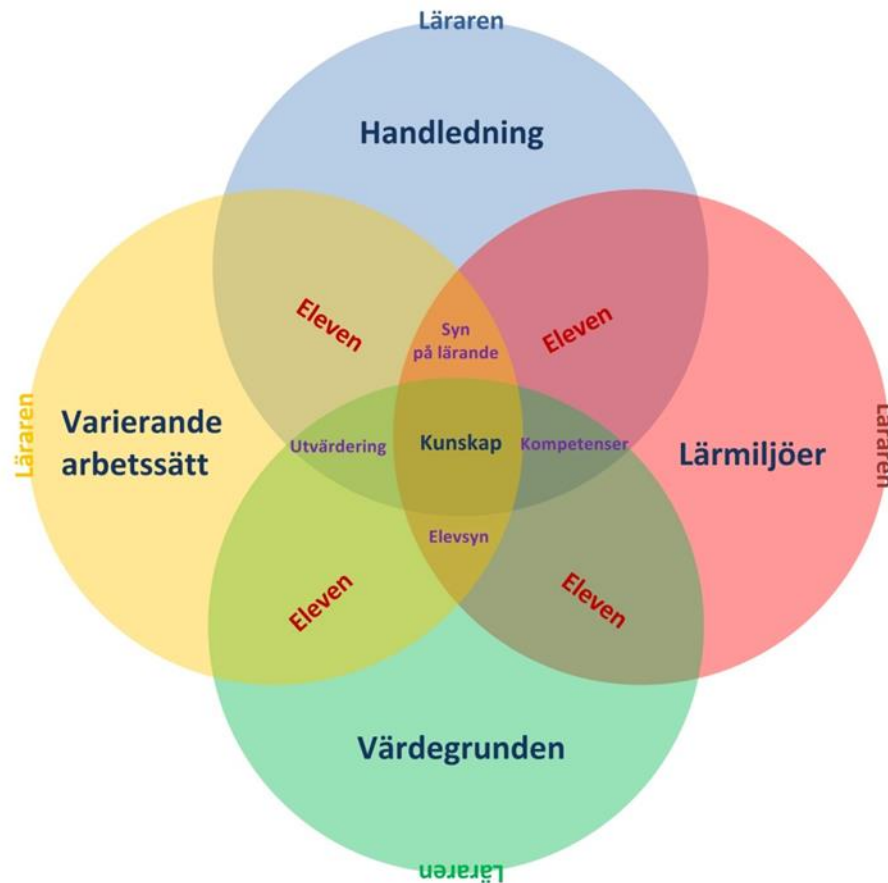 Läraren
Handledning
Eleven
Eleven
Syn
på lärande
Läraren
Varierande
arbetssätt
Utvärdering
Kunskap
Kompetenser
Lärmiljöer
Läraren
Elevsyn
Eleven
Eleven
Värdegrunden
Läraren